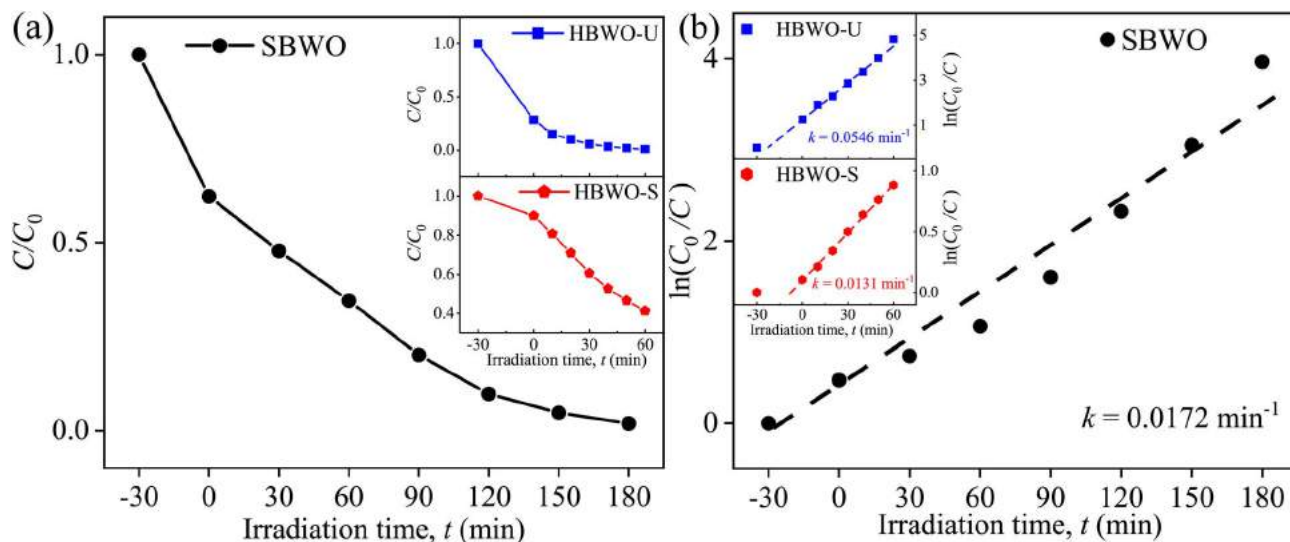 (a)
SBWO
C/C0
1.0
0.5
0.0
-30 0 30 60 90 120 150 180
Irradiation time, t (min)
HBWO-U
C/C0
1.0
0.5
0.0
HBWO-S
C/C0
1.0
0.8
0.6
0.4
-30 0 30 60
Irradiation time, t (min)
(b)
SBWO
ln(C0/C)
4
2
0
-30 0 30 60 90 120 150 180
Irradiation time, t (min)
k = 0.0172 min-1
HBWO-U
ln(C0/C)
5
3
1
k = 0.0546 min-1
HBWO-S
ln(C0/C)
1.0
0.5
0.0
k = 0.0131 min-1
-30 0 30 60
Irradiation time, t (min)